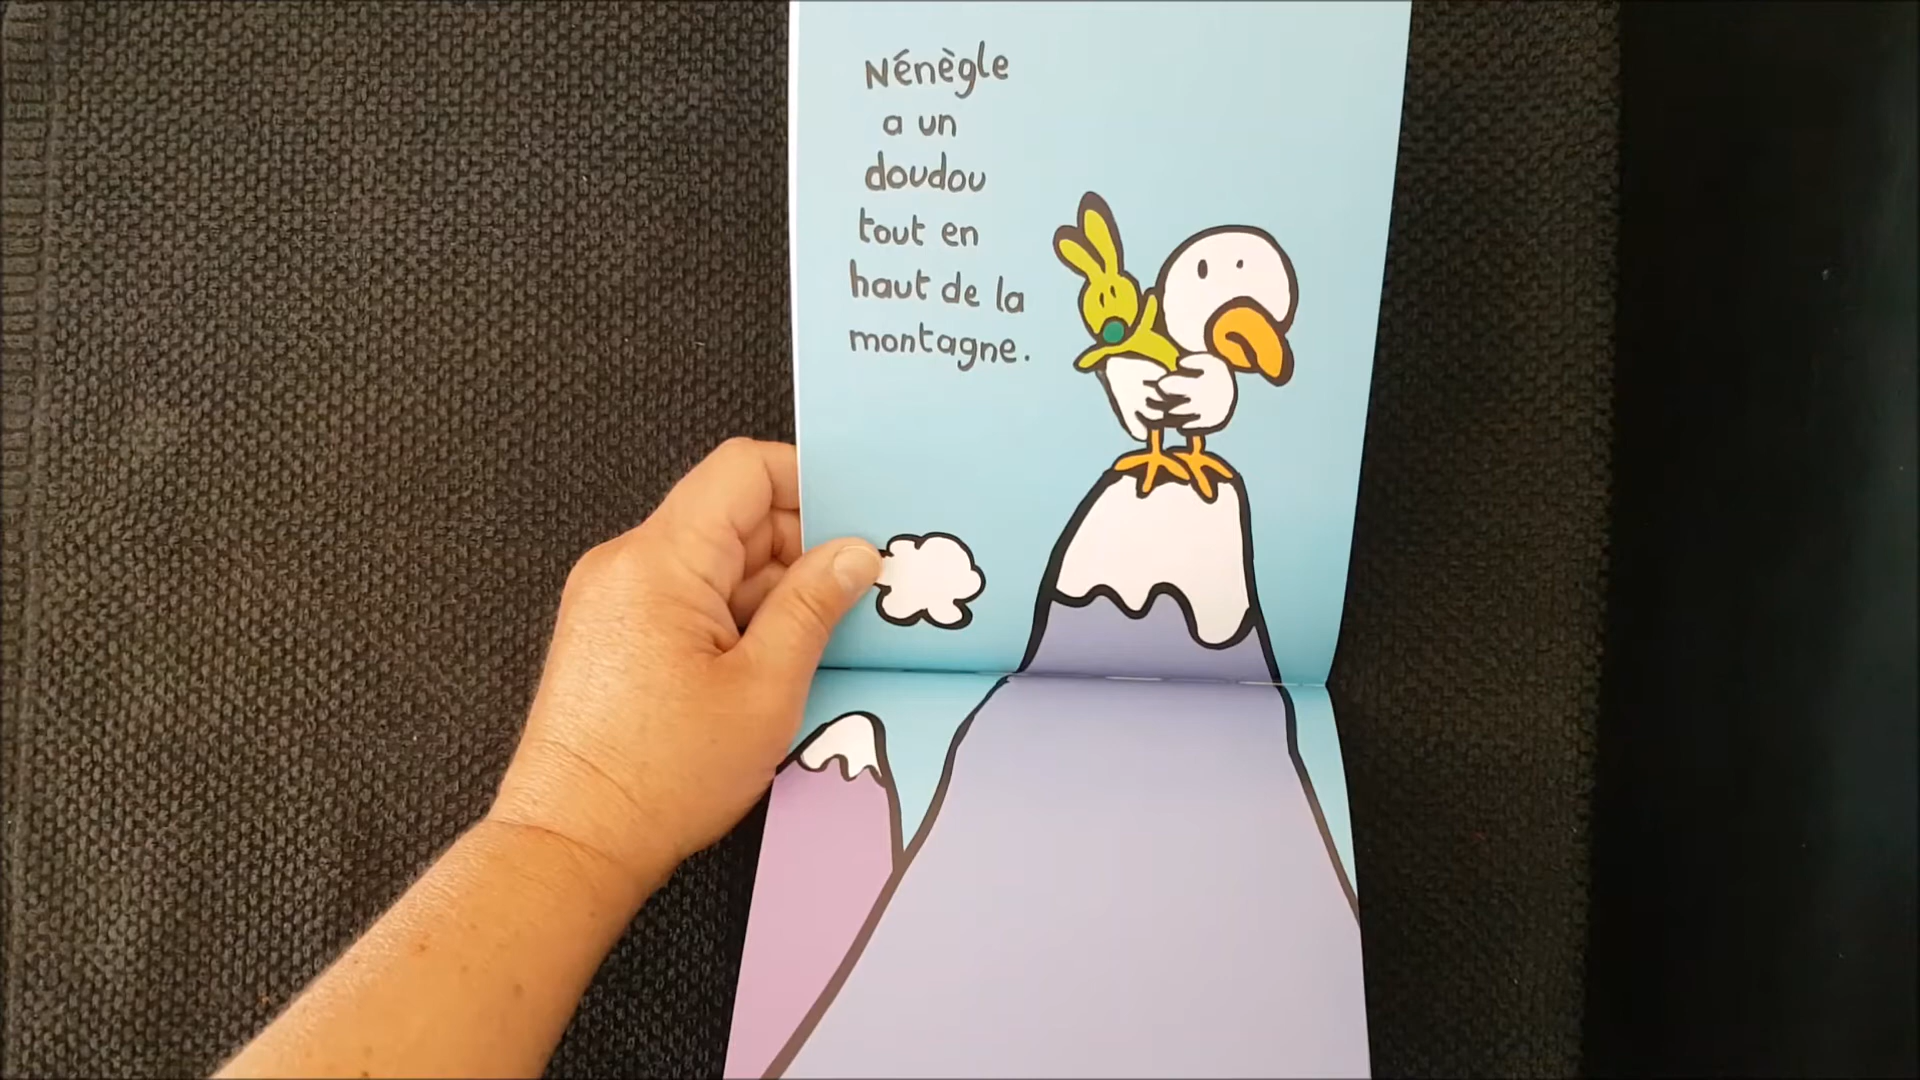 Nénègle
a un
doudou
tout en
haut de la
montagne.